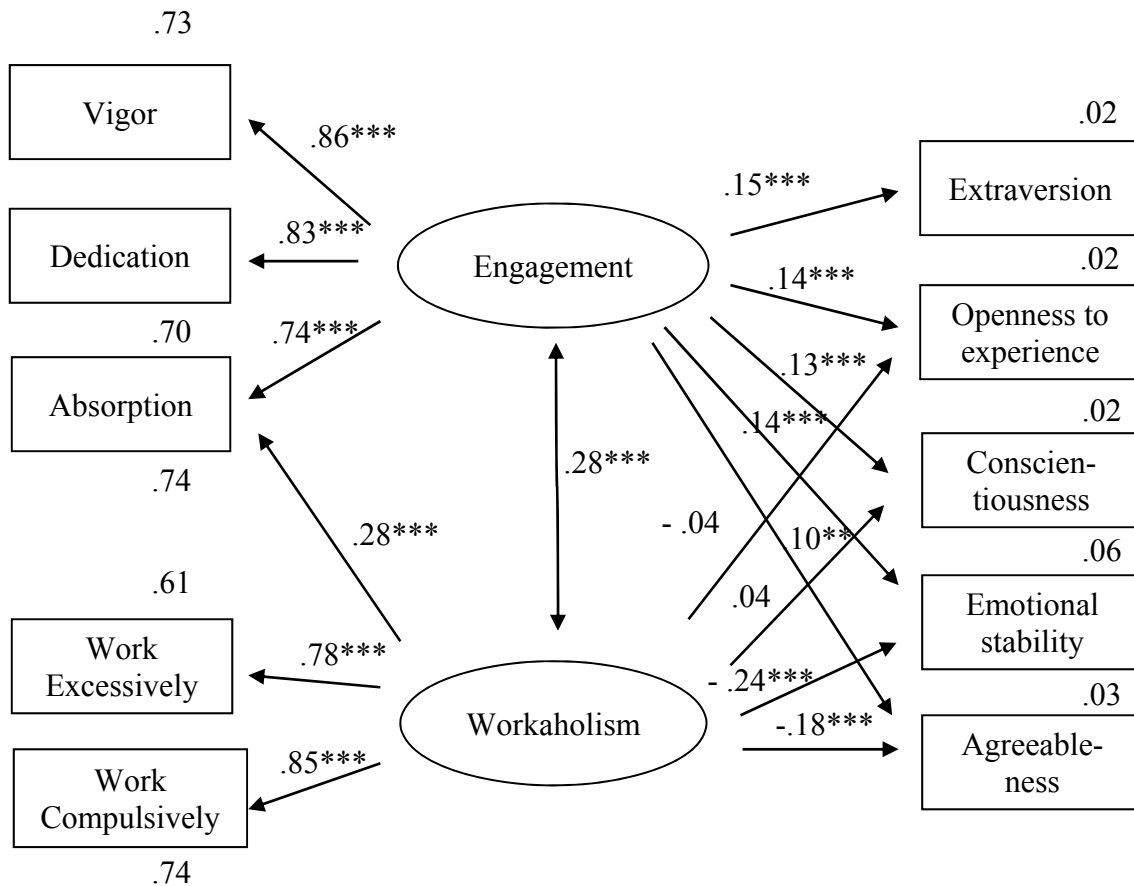 .73
Vigor
.86***
.83***
Dedication
.70
.74***
Absorption
.74
.28***
.61
Work
Excessively
.78***
Work
Compulsively
.85***
.74
Engagement
.28***
Workaholism
.02
.15***
Extraversion
.02
.14***
Openness to
experience
.13***
.02
.14***
Conscien-
tiousness
- .04
.10**
.06
.04
Emotional
stability
- .24***
.03
-.18***
Agreeable-
ness